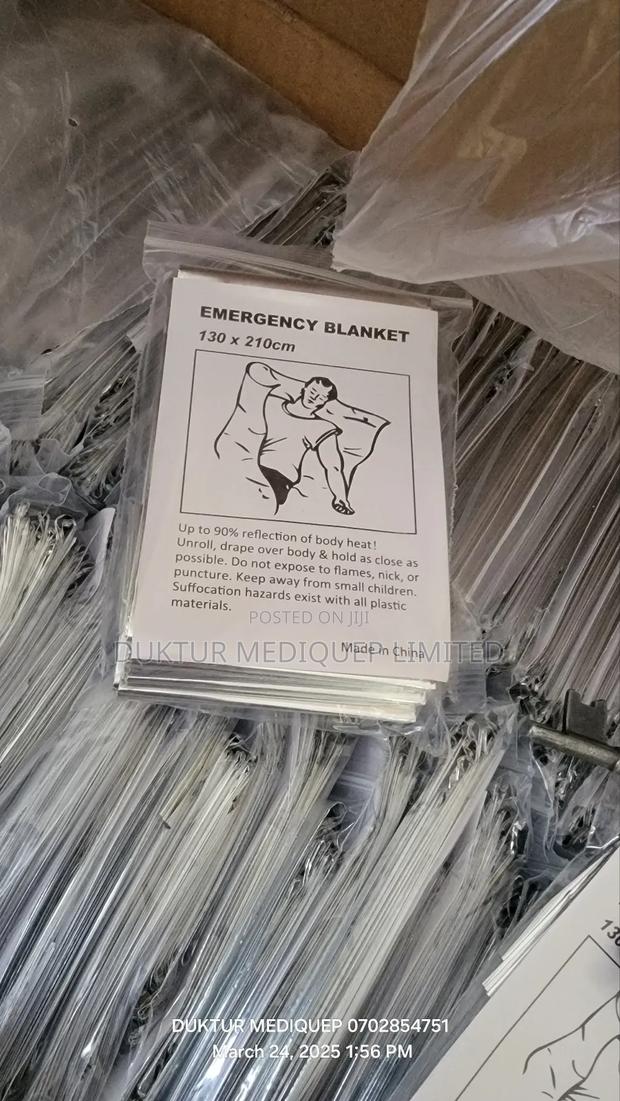 EMERGENCY BLANKET
130 x 210cm
Up to 90% reflection of body heat!
Unroll, drape over body & hold as close as
possible. Do not expose to flames, nick, or
puncture. Keep away from small children.
Suffocation hazards exist with all plastic
materials.
POSTED ON JIJI
DUKTUR MEDIQUEP LIMITED
Made in China
DUKTUR MEDIQUEP 0702854751
March 24, 2025 1:56 PM